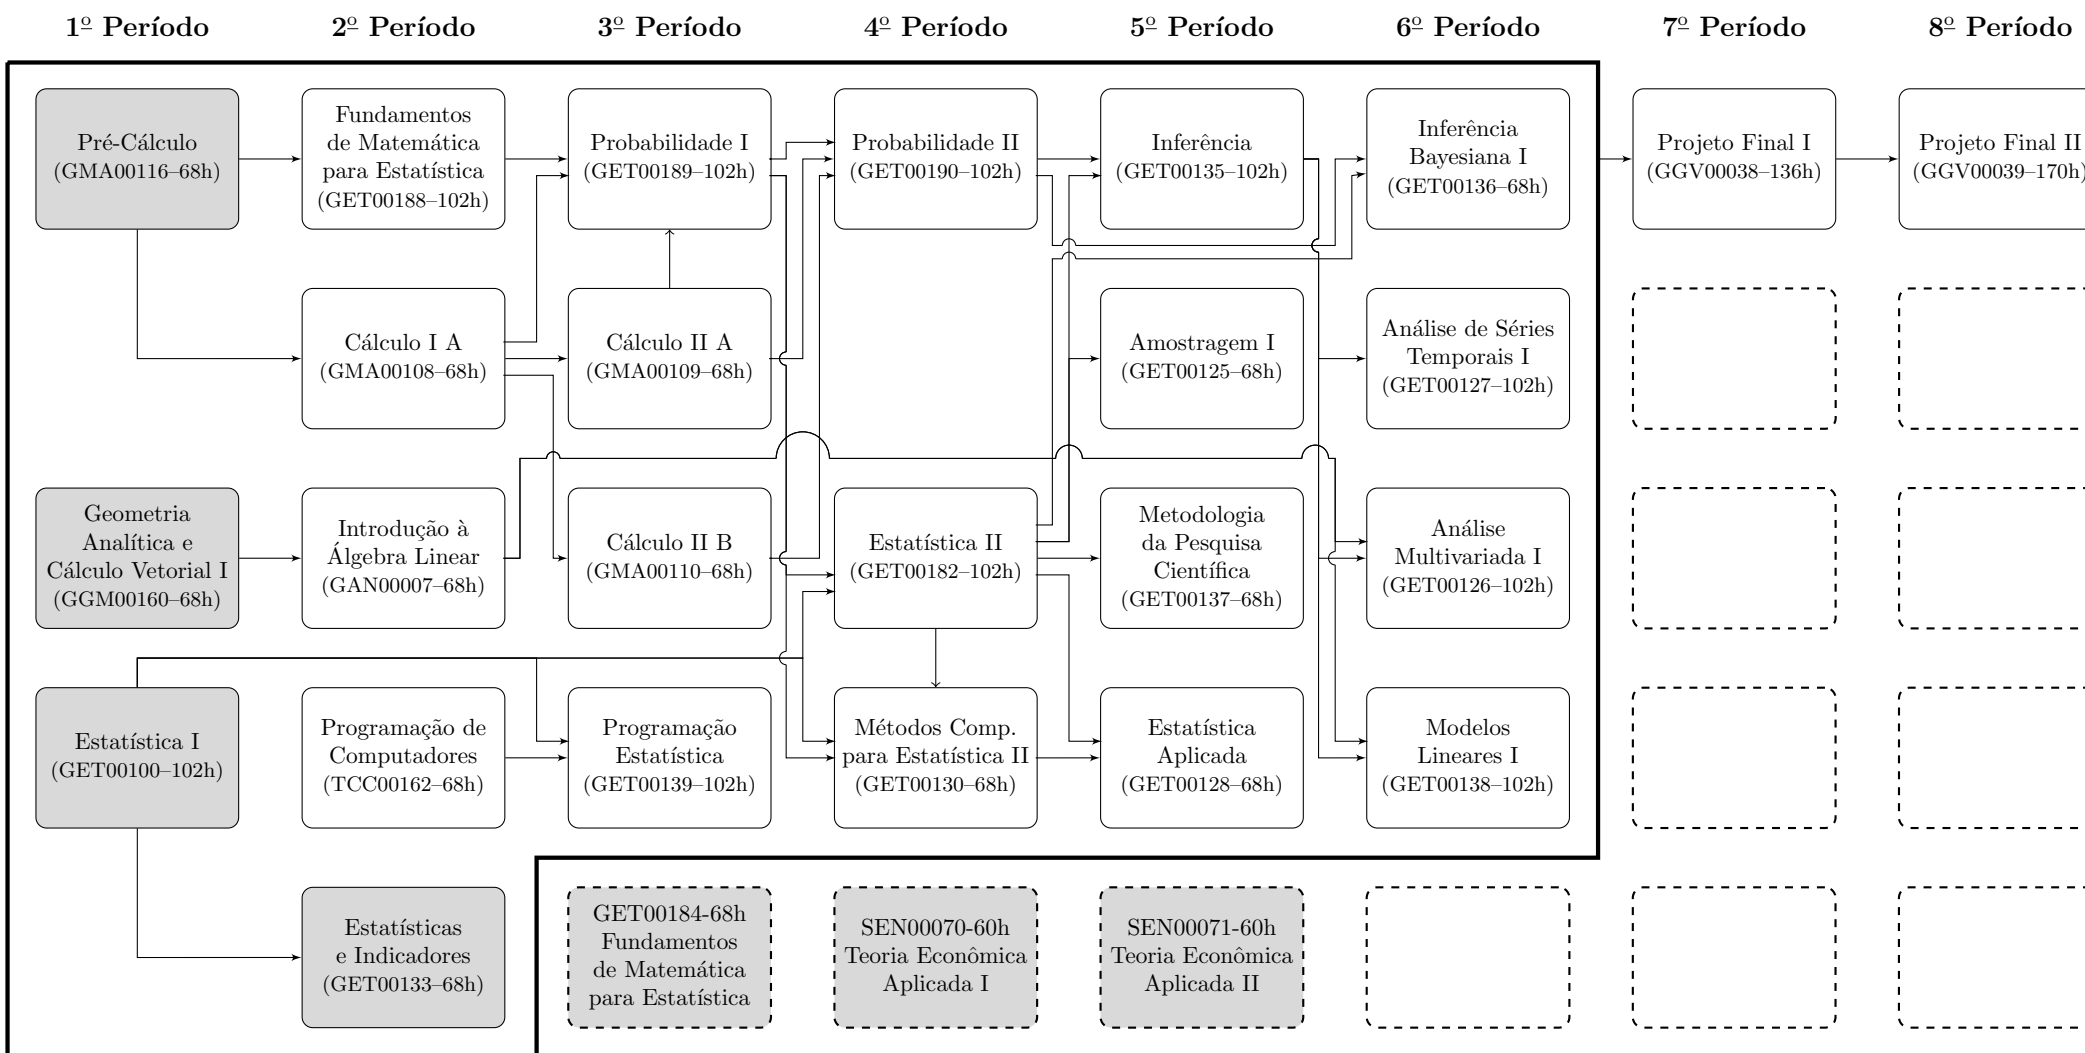 1º Período
2º Período
3º Período
4º Período
5º Período
6º Período
7º Período
8º Período
Pré-Cálculo
(GMA00116–68h)
Fundamentos
de Matemática
para Estatística
(GET00188–102h)
Probabilidade I
(GET00189–102h)
Probabilidade II
(GET00190–102h)
Inferência
(GET00135–102h)
Inferência
Bayesiana I
(GET00136–68h)
Projeto Final I
(GGV00038–136h)
Projeto Final II
(GGV00039–170h)
Cálculo I A
(GMA00108–68h)
Cálculo II A
(GMA00109–68h)
Amostragem I
(GET00125–68h)
Análise de Séries
Temporais I
(GET00127–102h)
Geometria
Analítica e
Cálculo Vetorial I
(GGM00160–68h)
Introdução à
Álgebra Linear
(GAN00007–68h)
Cálculo II B
(GMA00110–68h)
Estatística II
(GET00182–102h)
Metodologia
da Pesquisa
Científica
(GET00137–68h)
Análise
Multivariada I
(GET00126–102h)
Estatística I
(GET00100–102h)
Programação de
Computadores
(TCC00162–68h)
Programação
Estatística
(GET00139–102h)
Métodos Comp.
para Estatística II
(GET00130–68h)
Estatística
Aplicada
(GET00128–68h)
Modelos
Lineares I
(GET00138–102h)
Estatísticas
e Indicadores
(GET00133–68h)
GET00184-68h
Fundamentos
de Matemática
para Estatística
SEN00070-60h
Teoria Econômica
Aplicada I
SEN00071-60h
Teoria Econômica
Aplicada II